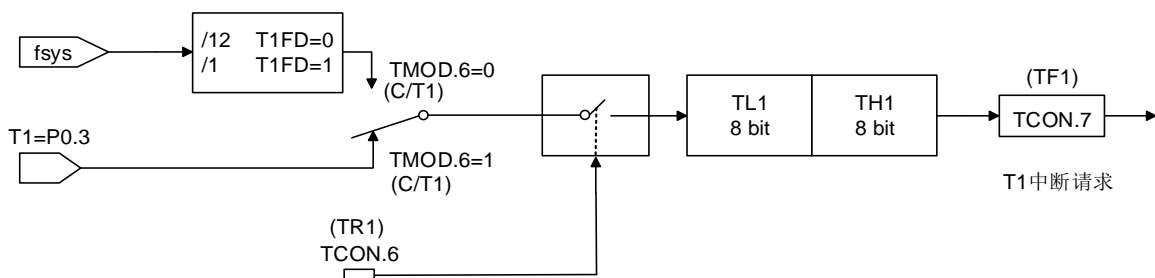 fsys
/12 T1FD=0
/1 T1FD=1
TMOD.6=0
(C/T1)
T1=P0.3
TMOD.6=1
(C/T1)
(TR1)
TCON.6
TL1
8 bit
TH1
8 bit
(TF1)
TCON.7
T1中断请求